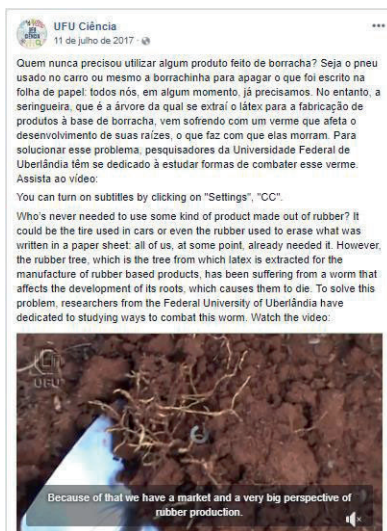 UFU Ciência
11 de julho de 2017 ·
Quem nunca precisou utilizar algum produto feito de borracha? Seja o pneu
usado no carro ou mesmo a borrachinha para apagar o que foi escrito na
folha de papel: todos nós, em algum momento, já precisamos. No entanto, a
seringueira, que é a árvore da qual se extraí o látex para a fabricação de
produtos à base de borracha, vem sofrendo com um verme que afeta o
desenvolvimento de suas raízes, o que faz com que elas morram. Para
solucionar esse problema, pesquisadores da Universidade Federal de
Uberlândia têm se dedicado à estudar formas de combater esse verme.
Assista ao vídeo:
You can turn on subtitles by clicking on "Settings", "CC".
Who's never needed to use some kind of product made out of rubber? It
could be the tire used in cars or even the rubber used to erase what was
written in a paper sheet: all of us, at some point, already needed it. However,
the rubber tree, which is the tree from which latex is extracted for the
manufacture of rubber based products, has been suffering from a worm that
affects the development of its roots, which causes them to die. To solve this
problem, researchers from the Federal University of Uberlândia have
dedicated to studying ways to combat this worm. Watch the video:
UFU
Because of that we have a market and a very big perspective of
rubber production.